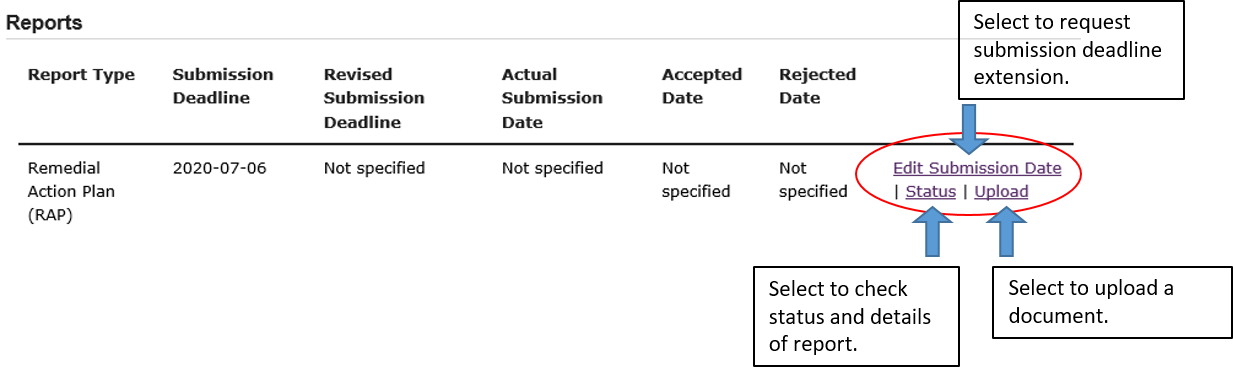 Reports
Select to request
submission deadline
extension.
Report Type
Submission
Deadline
Revised
Submission
Deadline
Actual
Submission
Date
Accepted
Date
Rejected
Date
Remedial
Action Plan
(RAP)
2020-07-06
Not specified
Not specified
Not
specified
Not
specified
Edit Submission Date
| Status | Upload
Select to check
status and details
of report.
Select to upload a
document.